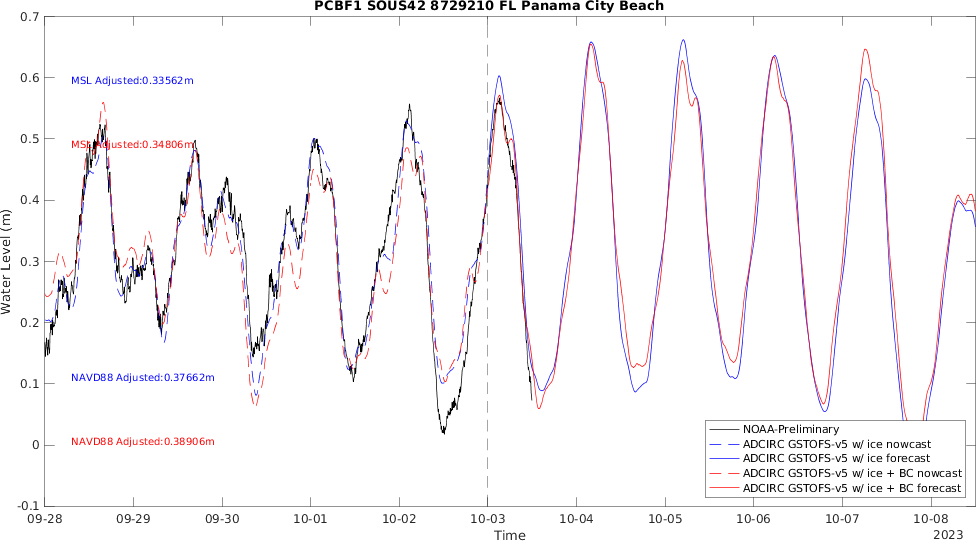 PCBF1 SOUS42 8729210 FL Panama City Beach
0.7
0.6
0.5
0.4
0.3
0.2
0.1
0
-0.1
Water Level (m)
MSL Adjusted:0.33562m
MSL Adjusted:0.34806m
NAVD88 Adjusted:0.37662m
NAVD88 Adjusted:0.38906m
NOAA-Preliminary
ADCIRC GSTOFS-v5 w/ ice nowcast
ADCIRC GSTOFS-v5 w/ ice forecast
ADCIRC GSTOFS-v5 w/ ice + BC nowcast
ADCIRC GSTOFS-v5 w/ ice + BC forecast
09-28 09-29 09-30 10-01 10-02 10-03 10-04 10-05 10-06 10-07 10-08
Time
2023